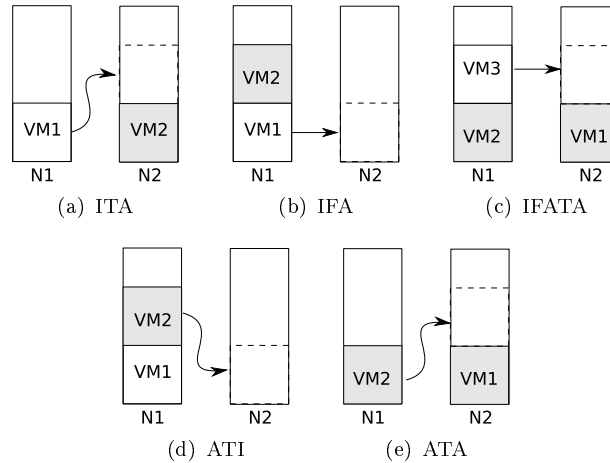 VM1 VM2 VM2 VM1 VM3 VM2 VM1
N1 N2 N1 N2 N1 N2
(a) ITA (b) IFA (c) IFATA
VM2 VM1 VM2 VM1
N1 N2 N1 N2
(d) ATI (e) ATA